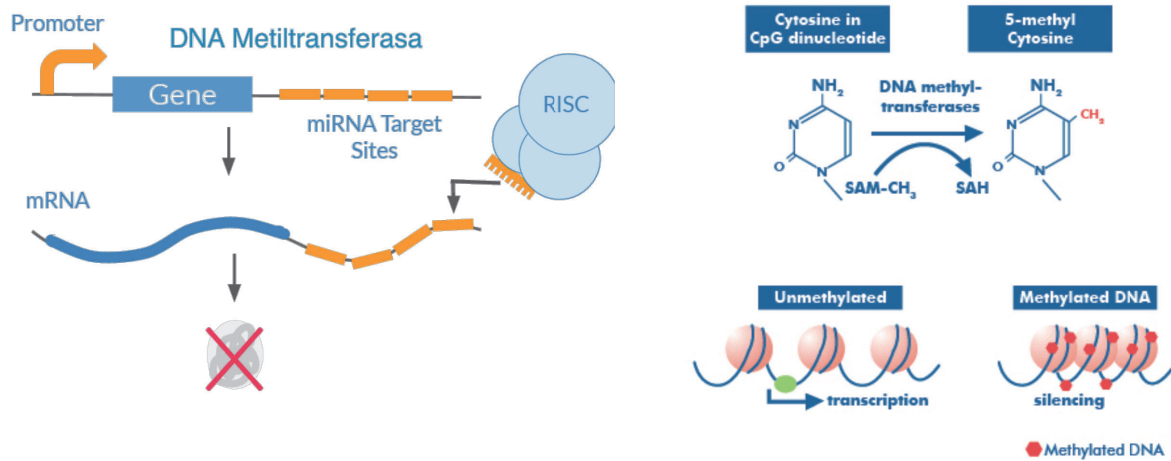 Promoter
DNA Metiltransferasa
Gene
RISC
miRNA Target
Sites
mRNA
Cytosine in
CpG dinucleotide
5-methyl
Cytosine
NH₂
N
O
N
DNA methyl-
transferases
SAM-CH₃
SAH
NH₂
CH₃
N
O
N
Unmethylated
transcription
Methylated DNA
silencing
Methylated DNA